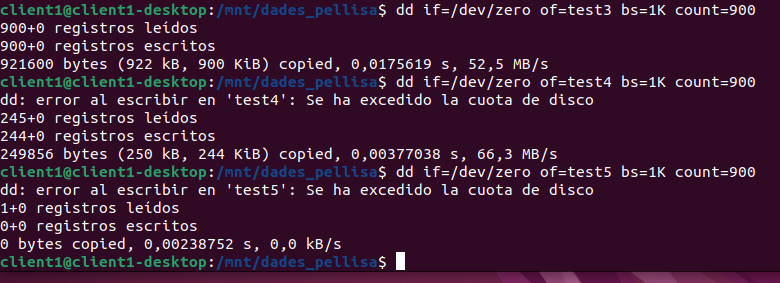 client1@client1-desktop:/mnt/dades_pellisa$ dd if=/dev/zero of=test3 bs=1K count=900
900+0 registros leídos
900+0 registros escritos
921600 bytes (922 kB, 900 KiB) copied, 0,0175619 s, 52,5 MB/s
client1@client1-desktop:/mnt/dades_pellisa$ dd if=/dev/zero of=test4 bs=1K count=900
dd: error al escribir en 'test4': Se ha excedido la cuota de disco
245+0 registros leídos
244+0 registros escritos
249856 bytes (250 kB, 244 KiB) copied, 0,00377038 s, 66,3 MB/s
client1@client1-desktop:/mnt/dades_pellisa$ dd if=/dev/zero of=test5 bs=1K count=900
dd: error al escribir en 'test5': Se ha excedido la cuota de disco
1+0 registros leídos
0+0 registros escritos
0 bytes copied, 0,00238752 s, 0,0 kB/s
client1@client1-desktop:/mnt/dades_pellisa$